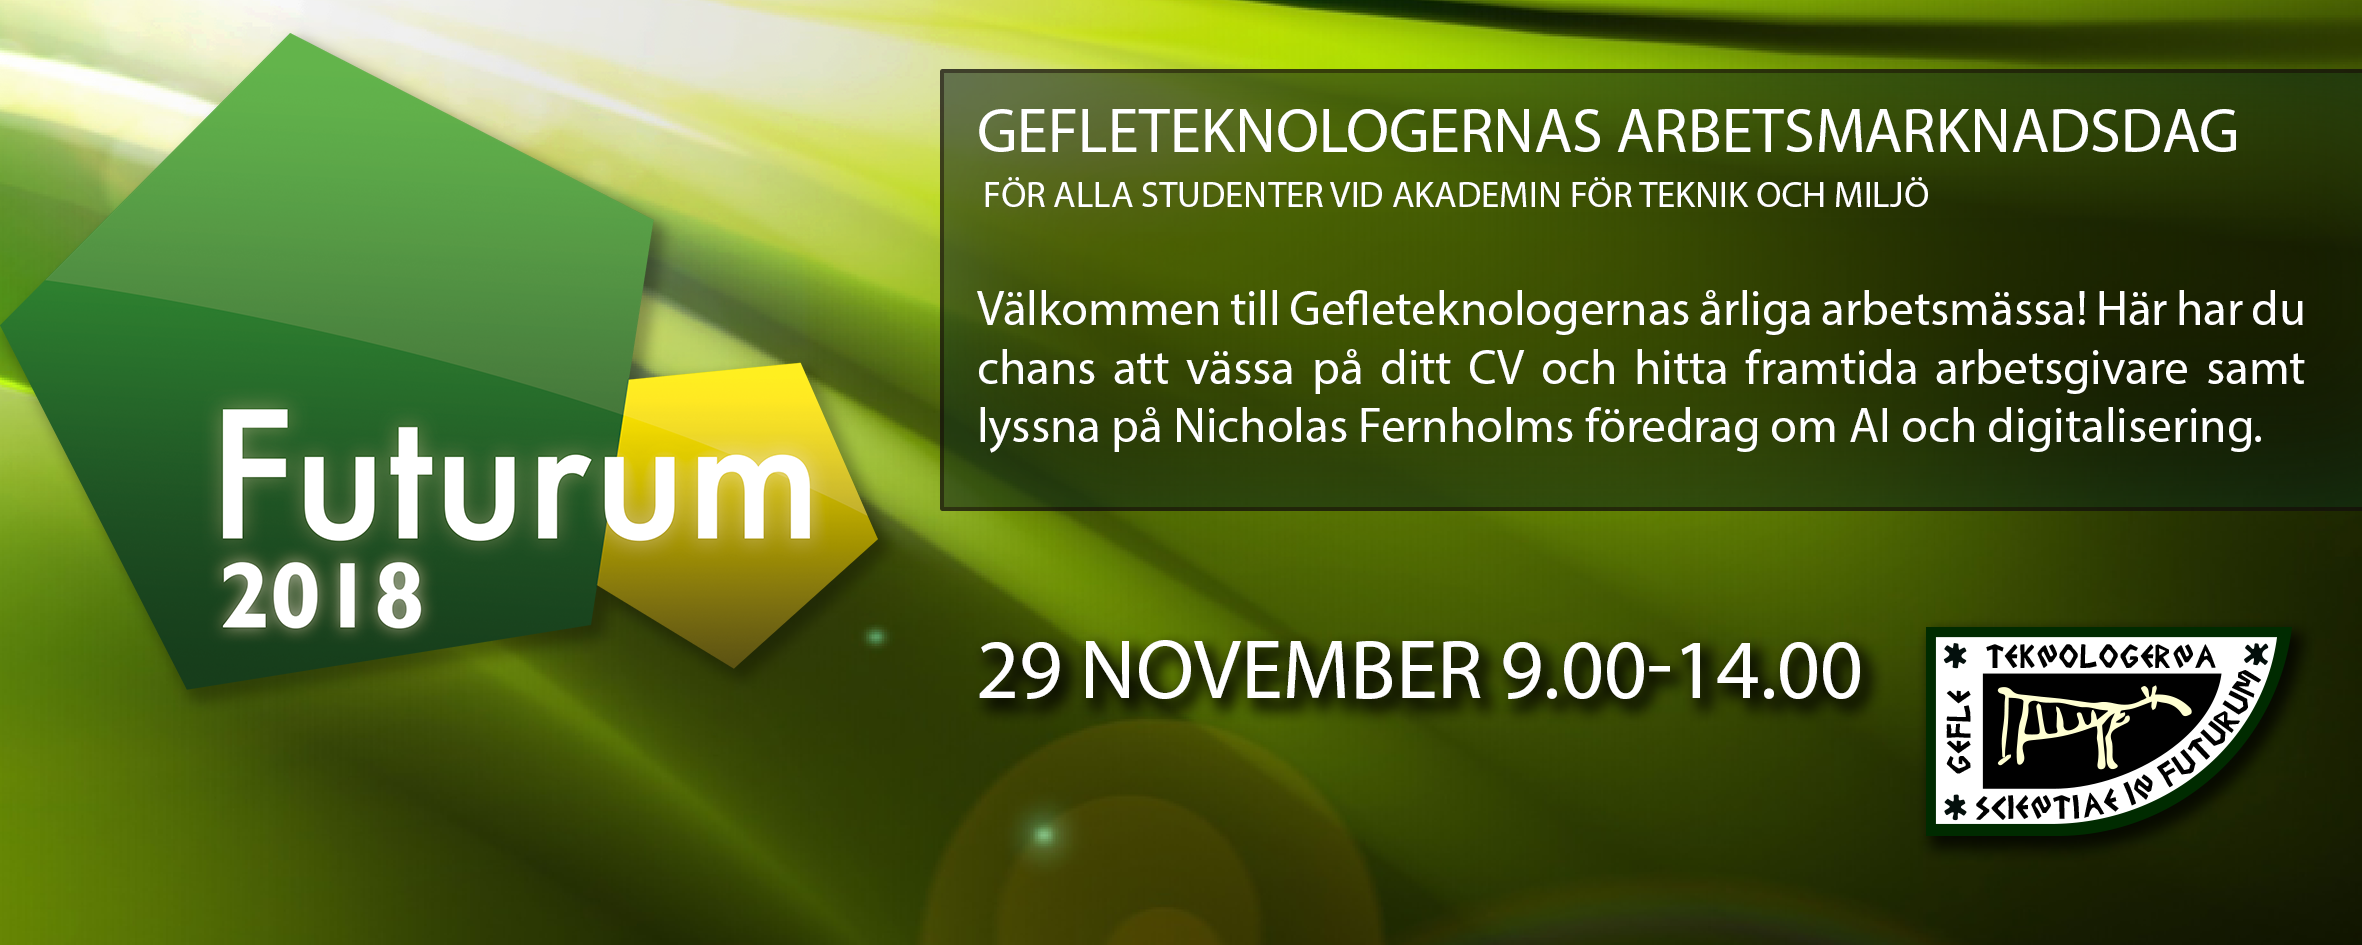 GEFLETEKNOLOGERNAS ARBETSMARKNADSDAG
FÖR ALLA STUDENTER VID AKADEMIN FÖR TEKNIK OCH MILJÖ
Välkommen till Gefleteknologernas årliga arbetsmässa! Här har du
chans att vässa på ditt CV och hitta framtida arbetsgivare samt
lyssna på Nicholas Fernholms föredrag om AI och digitalisering.
Futurum
2018
29 NOVEMBER 9.00-14.00
* TEKNOLOGERNA *
GEFLE
* SCIENTIAE IN FUTURUM